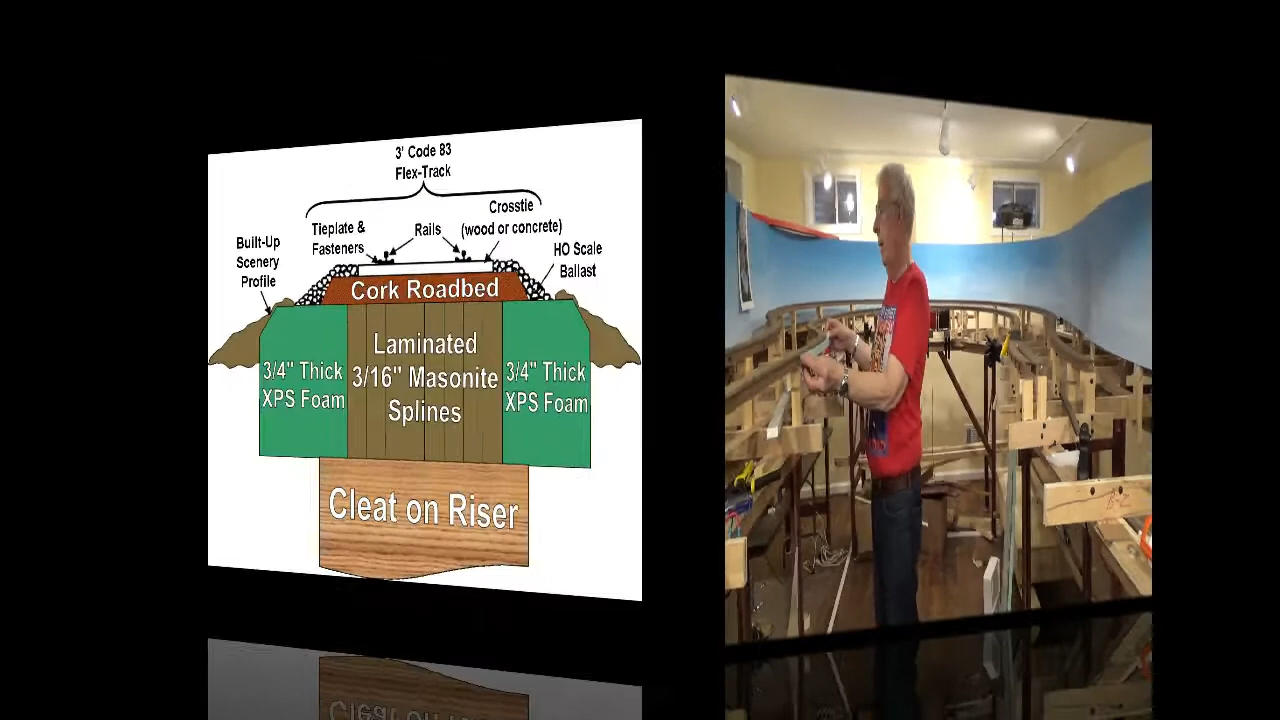 3' Code 83
Flex-Track
Crosstie
(wood or concrete)
Tieplate &
Fasteners
Rails
Built-Up
Scenery
Profile
HO Scale
Ballast
Cork Roadbed
3/4" Thick
XPS Foam
Laminated
3/16" Masonite
Splines
3/4" Thick
XPS Foam
Cleat on Riser
B-C